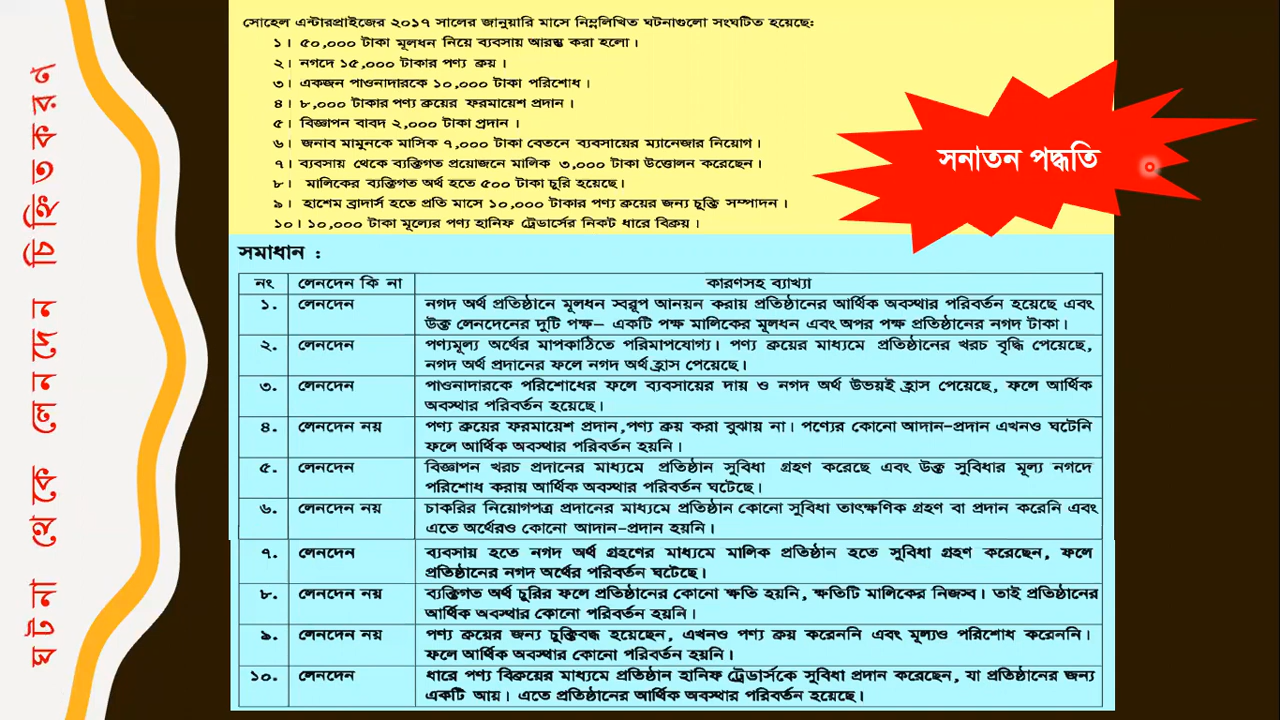 ঘটনা থেকে লেনদেন চিহ্নিতকরণ
সোহেল এন্টারপ্রাইজের ২০১৭ সালের জানুয়ারি মাসে নিম্নলিখিত ঘটনাগুলো সংঘটিত হয়েছে:
১। ৫০,০০০ টাকা মূলধন নিয়ে ব্যবসায় আরম্ভ করা হলো।
২। নগদে ১৫,০০০ টাকার পণ্য ক্রয়।
৩। একজন পাওনাদারকে ১০,০০০ টাকা পরিশোধ।
৪। ৮,০০০ টাকার পণ্য ক্রয়ের ফরমায়েশ প্রদান।
৫। বিজ্ঞাপন বাবদ ২,০০০ টাকা প্রদান।
৬। জনাব মামুনকে মাসিক ৭,০০০ টাকা বেতনে ব্যবসায়ের ম্যানেজার নিয়োগ।
৭। ব্যবসায় থেকে ব্যক্তিগত প্রয়োজনে মালিক ৩,০০০ টাকা উত্তোলন করেছেন।
৮। মালিকের ব্যক্তিগত অর্থ হতে ৫০০ টাকা চুরি হয়েছে।
৯। হাশেম ব্রাদার্স হতে প্রতি মাসে ১০,০০০ টাকার পণ্য ক্রয়ের জন্য চুক্তি সম্পাদন।
১০। ১০,০০০ টাকা মূল্যের পণ্য হানিফ ট্রেডার্সের নিকট ধারে বিক্রয়।
সনাতন পদ্ধতি
সমাধান :
নং লেনদেন কি না কারণসহ ব্যাখ্যা
১. লেনদেন নগদ অর্থ প্রতিষ্ঠানে মূলধন স্বরূপ আনয়ন করায় প্রতিষ্ঠানের আর্থিক অবস্থার পরিবর্তন হয়েছে এবং
উক্ত লেনদেনের দুটি পক্ষ– একটি পক্ষ মালিকের মূলধন এবং অপর পক্ষ প্রতিষ্ঠানের নগদ টাকা।
২. লেনদেন পণ্যমূল্য অর্থের মাপকাঠিতে পরিমাপযোগ্য। পণ্য ক্রয়ের মাধ্যমে প্রতিষ্ঠানের খরচ বৃদ্ধি পেয়েছে,
নগদ অর্থ প্রদানের ফলে নগদ অর্থ হ্রাস পেয়েছে।
৩. লেনদেন পাওনাদারকে পরিশোধের ফলে ব্যবসায়ের দায় ও নগদ অর্থ উভয়ই হ্রাস পেয়েছে, ফলে আর্থিক
অবস্থার পরিবর্তন হয়েছে।
৪. লেনদেন নয় পণ্য ক্রয়ের ফরমায়েশ প্রদান,পণ্য ক্রয় করা বুঝায় না। পণ্যের কোনো আদান–প্রদান এখনও ঘটেনি
ফলে আর্থিক অবস্থার পরিবর্তন হয়নি।
৫. লেনদেন বিজ্ঞাপন খরচ প্রদানের মাধ্যমে প্রতিষ্ঠান সুবিধা গ্রহণ করেছে এবং উক্ত সুবিধার মূল্য নগদে
পরিশোধ করায় আর্থিক অবস্থার পরিবর্তন ঘটেছে।
৬. লেনদেন নয় চাকরির নিয়োগপত্র প্রদানের মাধ্যমে প্রতিষ্ঠান কোনো সুবিধা তাৎক্ষণিক গ্রহণ বা প্রদান করেনি এবং
এতে অর্থেরও কোনো আদান–প্রদান হয়নি।
৭. লেনদেন ব্যবসায় হতে নগদ অর্থ গ্রহণের মাধ্যমে মালিক প্রতিষ্ঠান হতে সুবিধা গ্রহণ করেছেন, ফলে
প্রতিষ্ঠানের নগদ অর্থের পরিবর্তন ঘটেছে।
৮. লেনদেন নয় ব্যক্তিগত অর্থ চুরির ফলে প্রতিষ্ঠানের কোনো ক্ষতি হয়নি, ক্ষতিটি মালিকের নিজস্ব। তাই প্রতিষ্ঠানের
আর্থিক অবস্থার কোনো পরিবর্তন হয়নি।
৯. লেনদেন নয় পণ্য ক্রয়ের জন্য চুক্তিবদ্ধ হয়েছেন, এখনও পণ্য ক্রয় করেননি এবং মূল্যও পরিশোধ করেননি।
ফলে আর্থিক অবস্থার কোনো পরিবর্তন হয়নি।
১০. লেনদেন ধারে পণ্য বিক্রয়ের মাধ্যমে প্রতিষ্ঠান হানিফ ট্রেডার্সকে সুবিধা প্রদান করেছেন, যা প্রতিষ্ঠানের জন্য
একটি আয়। এতে প্রতিষ্ঠানের আর্থিক অবস্থার পরিবর্তন হয়েছে।